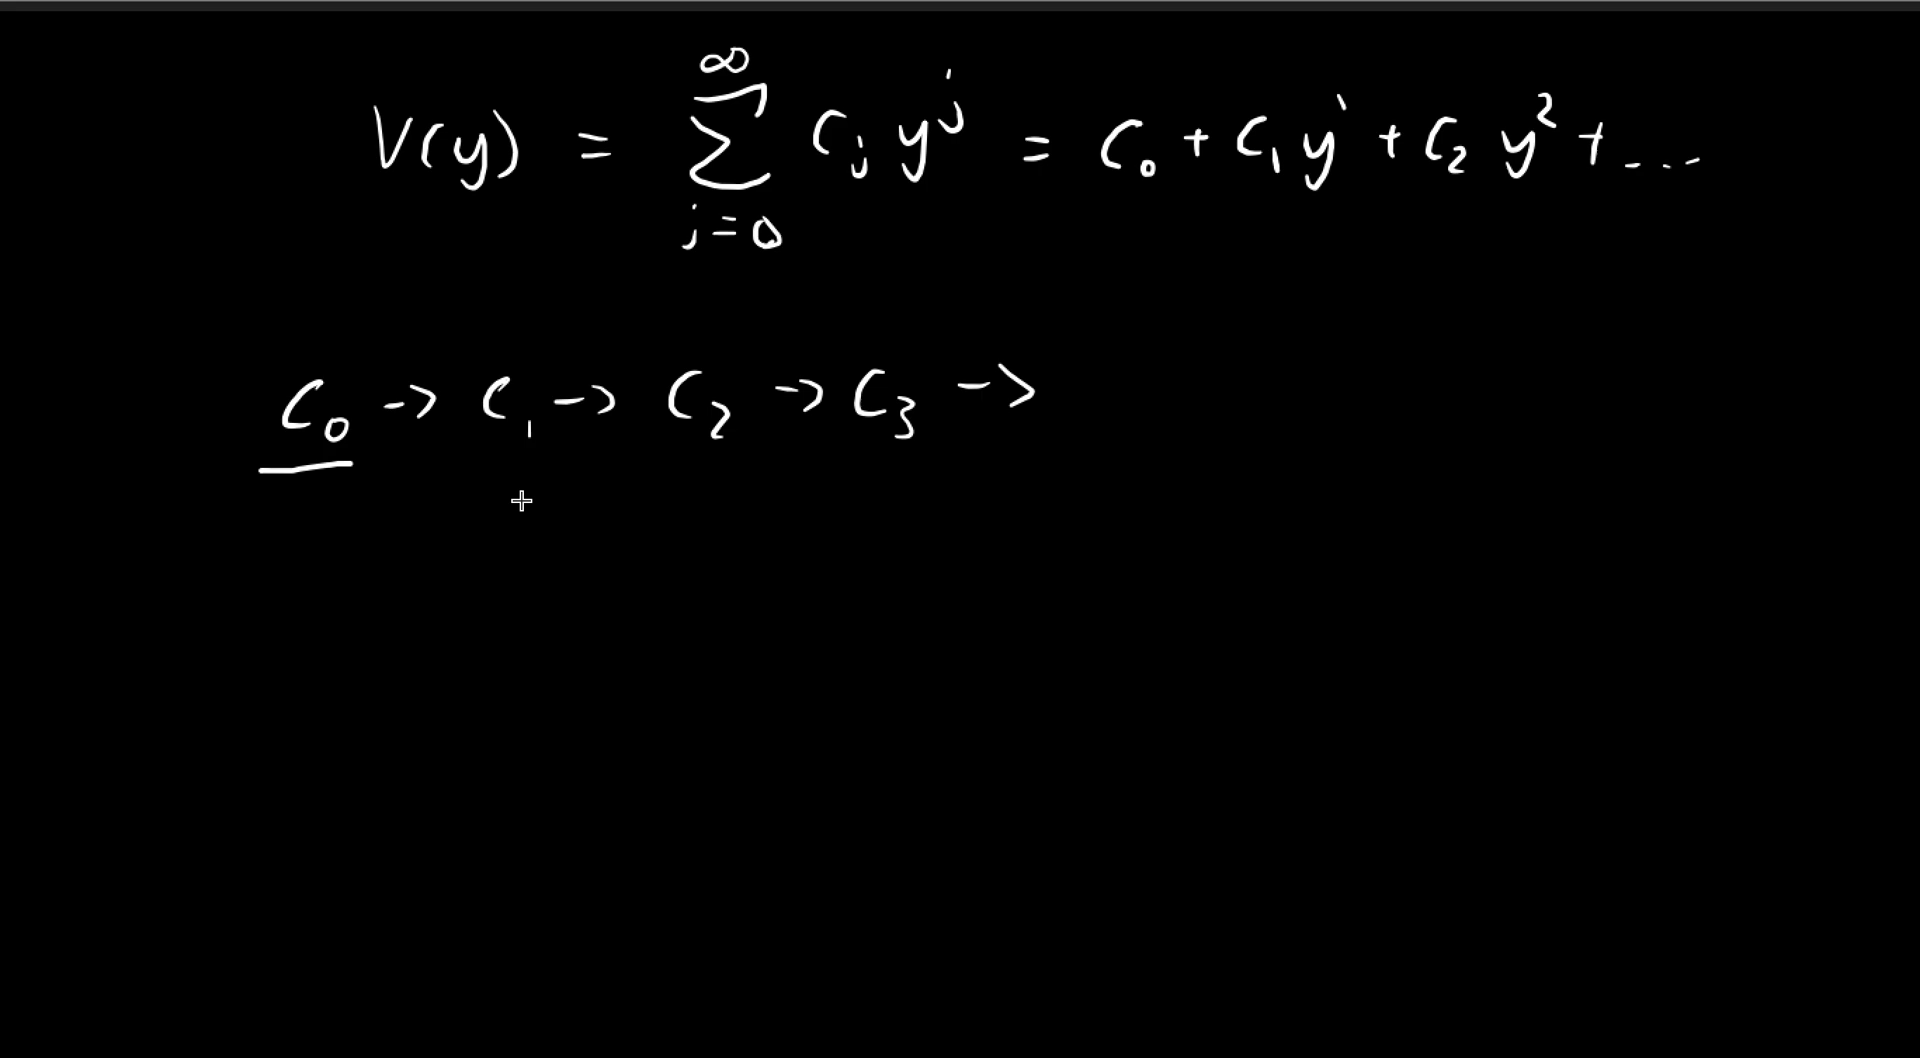 V(y) = ∑_{j=0}^{∞} C_j y^j = C_0 + C_1 y^1 + C_2 y^2 + ...
C_0 -> C_1 -> C_2 -> C_3 ->